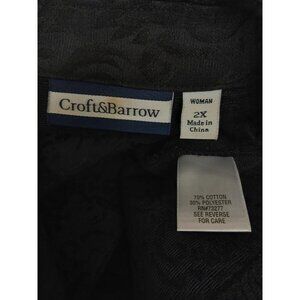 Croft&Barrow
WOMAN
2X
Made in
China
70% COTTON
30% POLYESTER
RN#73277
SEE REVERSE
FOR CARE